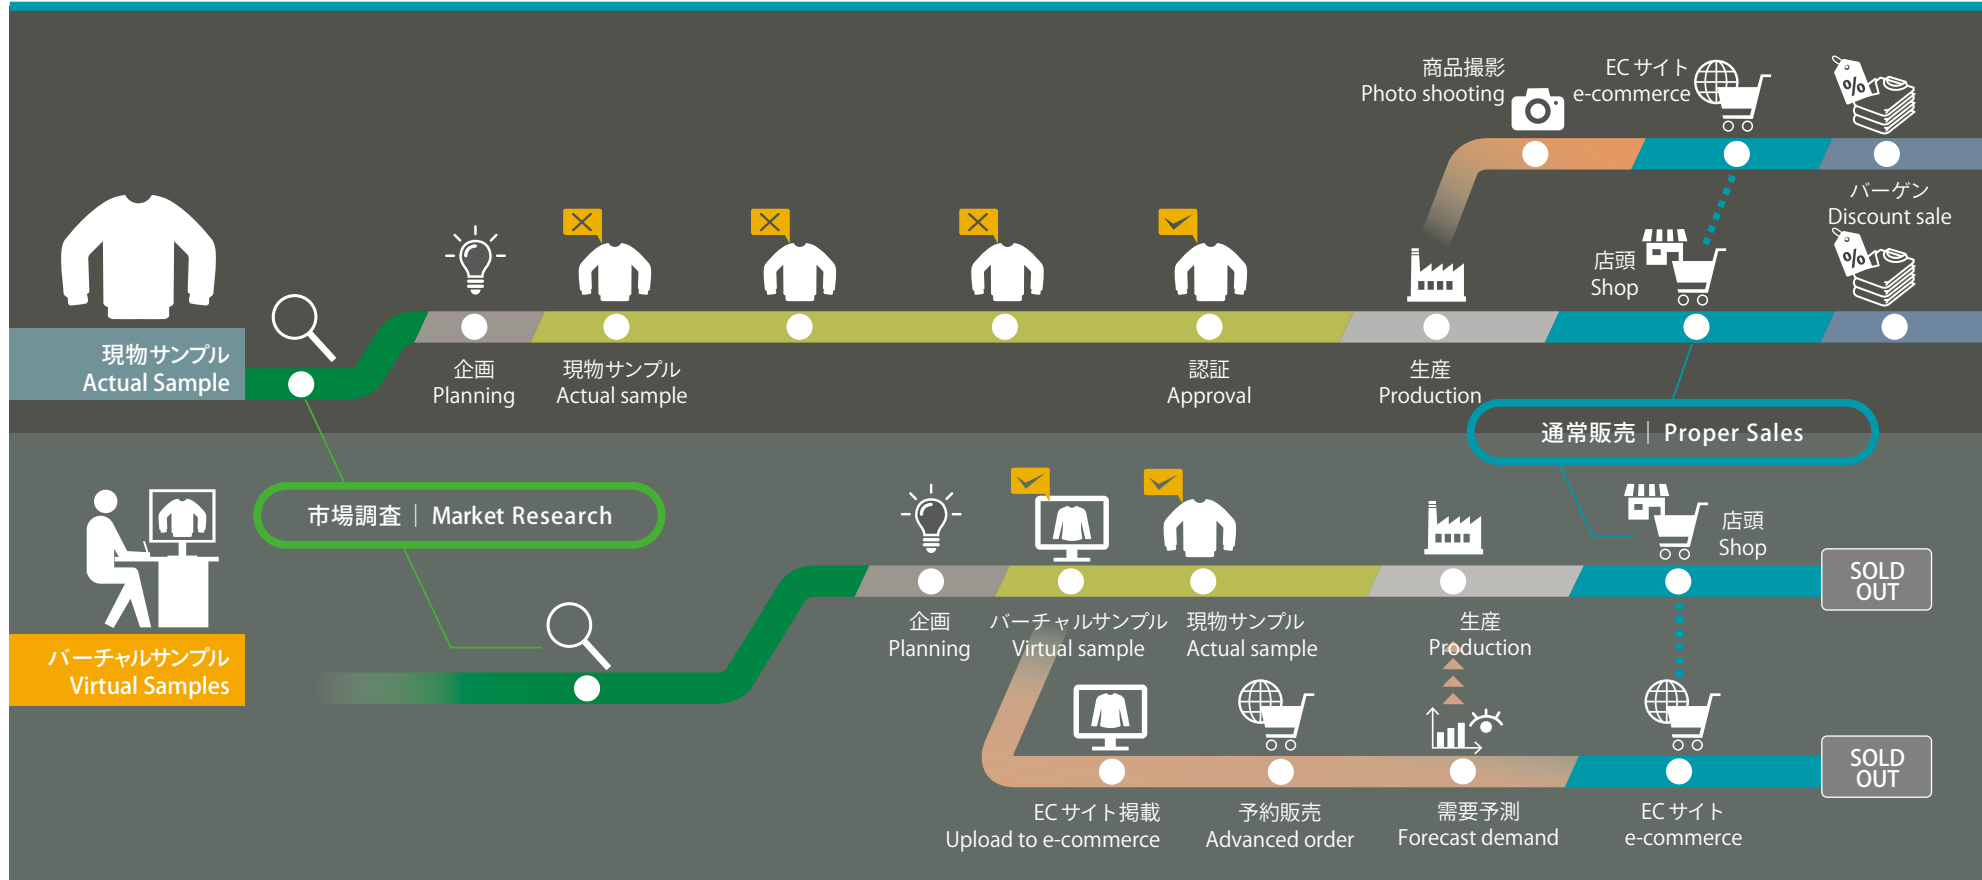 商品撮影
Photo shooting
EC サイト
e-commerce
%
バーゲン
Discount sale
店頭
Shop
%
現物サンプル
Actual Sample
企画
Planning
現物サンプル
Actual sample
認証
Approval
生産
Production
通常販売｜Proper Sales
市場調査｜Market Research
店頭
Shop
SOLD
OUT
バーチャルサンプル
Virtual Samples
企画
Planning
バーチャルサンプル
Virtual sample
現物サンプル
Actual sample
生産
Production
SOLD
OUT
EC サイト掲載
Upload to e-commerce
予約販売
Advanced order
需要予測
Forecast demand
EC サイト
e-commerce